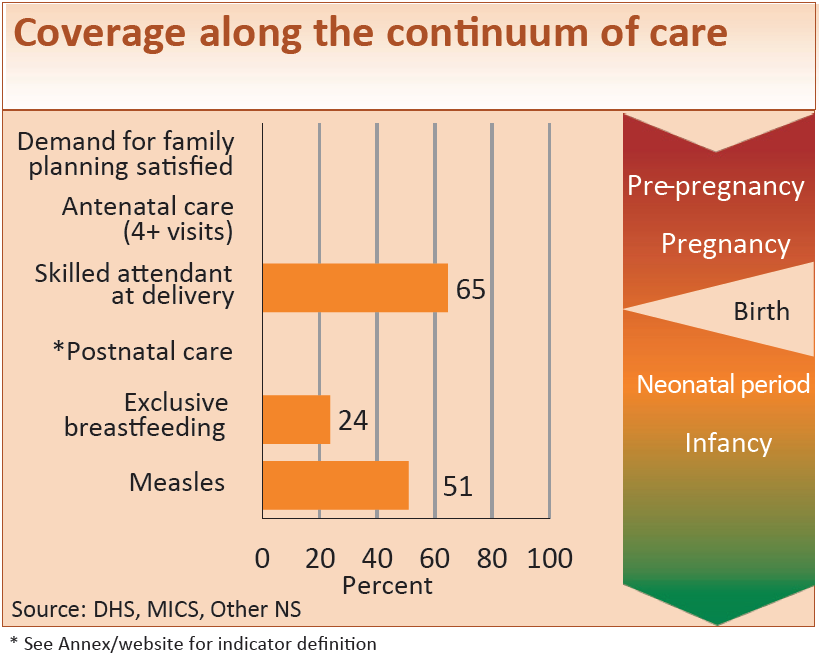 Coverage along the continuum of care
Demand for family
planning satisfied
Antenatal care
(4+ visits)
Skilled attendant
at delivery
65
*Postnatal care
Exclusive
breastfeeding
24
Measles
51
0 20 40 60 80 100
Percent
Pre-pregnancy
Pregnancy
Birth
Neonatal period
Infancy
Source: DHS, MICS, Other NS
* See Annex/website for indicator definition